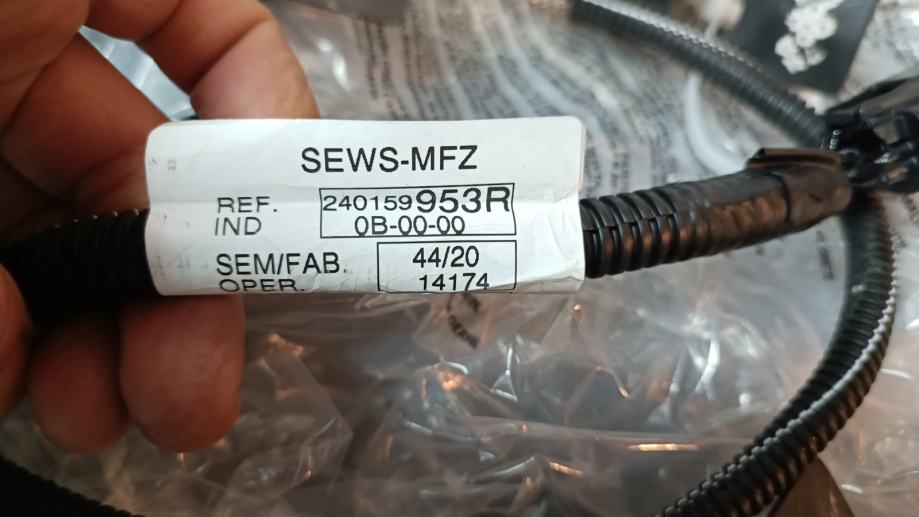 SEWS-MFZ
REF. 240159953R
IND 0B-00-00
SEM/FAB. 44/20
OPER. 14174